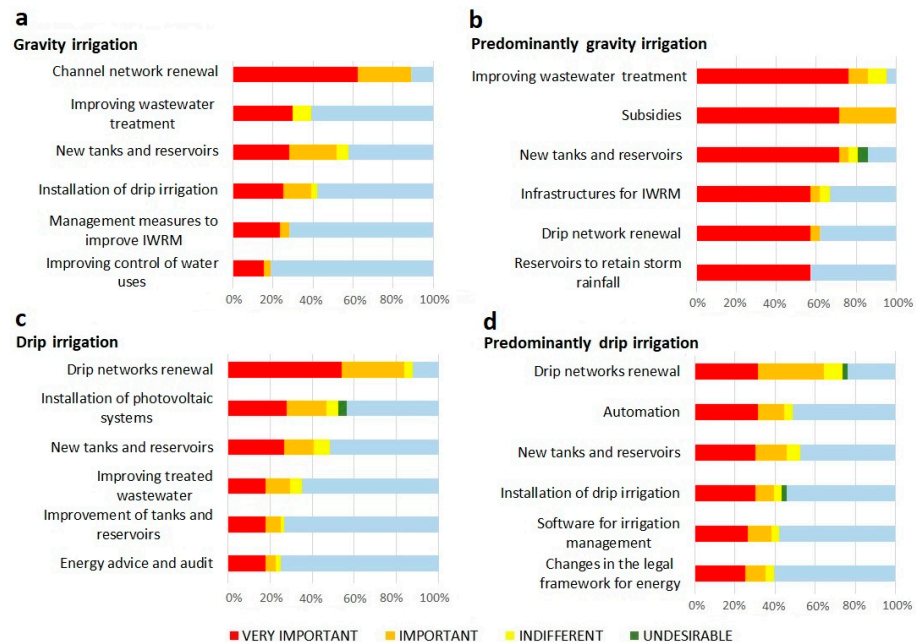 a
Gravity irrigation
Channel network renewal
Improving wastewater
treatment
New tanks and reservoirs
Installation of drip irrigation
Management measures to
improve IWRM
Improving control of water
uses
0% 20% 40% 60% 80% 100%
b
Predominantly gravity irrigation
Improving wastewater treatment
Subsidies
New tanks and reservoirs
Infrastructures for IWRM
Drip network renewal
Reservoirs to retain storm
rainfall
0% 20% 40% 60% 80% 100%
c
Drip irrigation
Drip networks renewal
Installation of photovoltaic
systems
New tanks and reservoirs
Improving treated
wastewater
Improvement of tanks and
reservoirs
Energy advice and audit
0% 20% 40% 60% 80% 100%
d
Predominantly drip irrigation
Drip networks renewal
Automation
New tanks and reservoirs
Installation of drip irrigation
Software for irrigation
management
Changes in the legal
framework for energy
0% 20% 40% 60% 80% 100%
VERY IMPORTANT IMPORTANT INDIFFERENT UNDESIRABLE